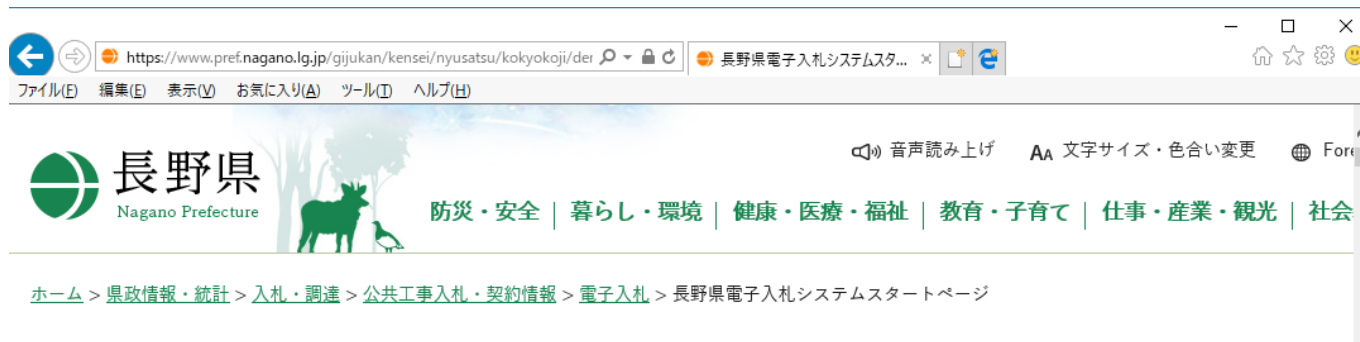 https://www.pref.nagano.lg.jp/gijukan/kensei/nyusatsu/kokyokoji/der
長野県電子入札システムスタ...
ファイル(F) 編集(E) 表示(V) お気に入り(A) ツール(T) ヘルプ(H)
音声読み上げ AA 文字サイズ・色合い変更 Fore
長野県
Nagano Prefecture
防災・安全 | 暮らし・環境 | 健康・医療・福祉 | 教育・子育て | 仕事・産業・観光 | 社会
ホーム > 県政情報・統計 > 入札・調達 > 公共工事入札・契約情報 > 電子入札 > 長野県電子入札システムスタートページ